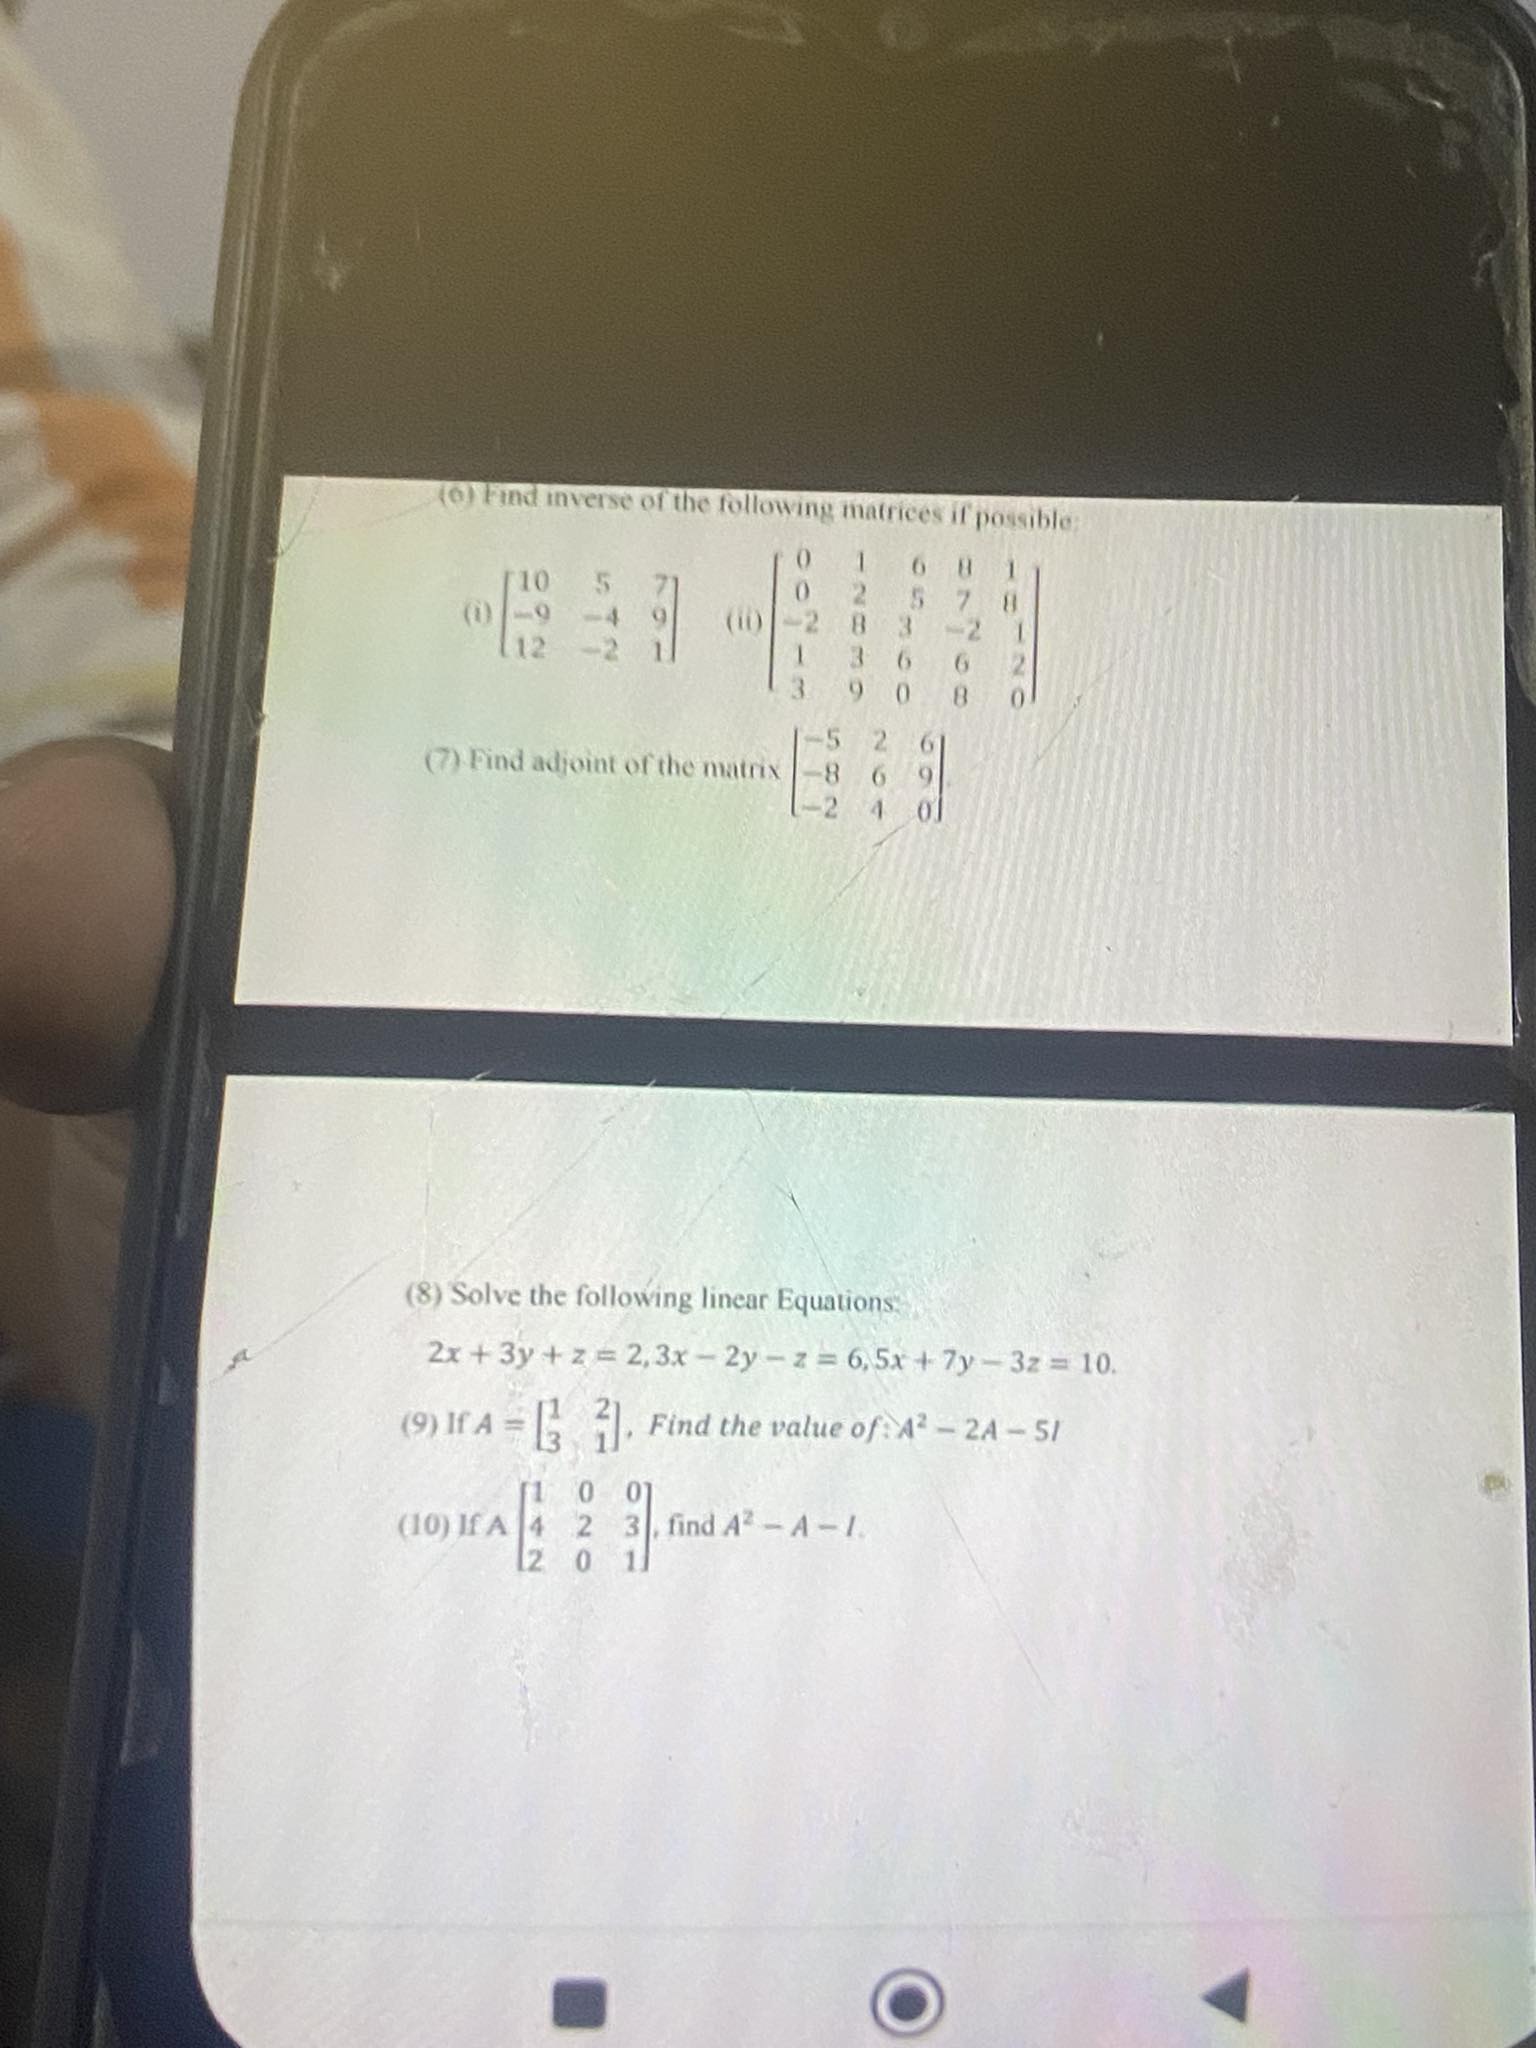 (6) Find inverse of the following matrices if possible:
(i) [10 5 7
-9 -4 9
12 -2 1]
(ii) [0 1 6 8 1
0 2 5 7 8
-2 8 3 -2 1
1 3 6 6 2
3 9 0 8 0]
(7) Find adjoint of the matrix [-5 2 6
-8 6 9
-2 4 0].
(8) Solve the following linear Equations:
2x + 3y + z = 2, 3x − 2y − z = 6, 5x + 7y − 3z = 10.
(9) If A = [1 2
3 1]. Find the value of: A² − 2A − 5I
(10) If A [1 0 0
4 2 3
2 0 1], find A² − A − I.